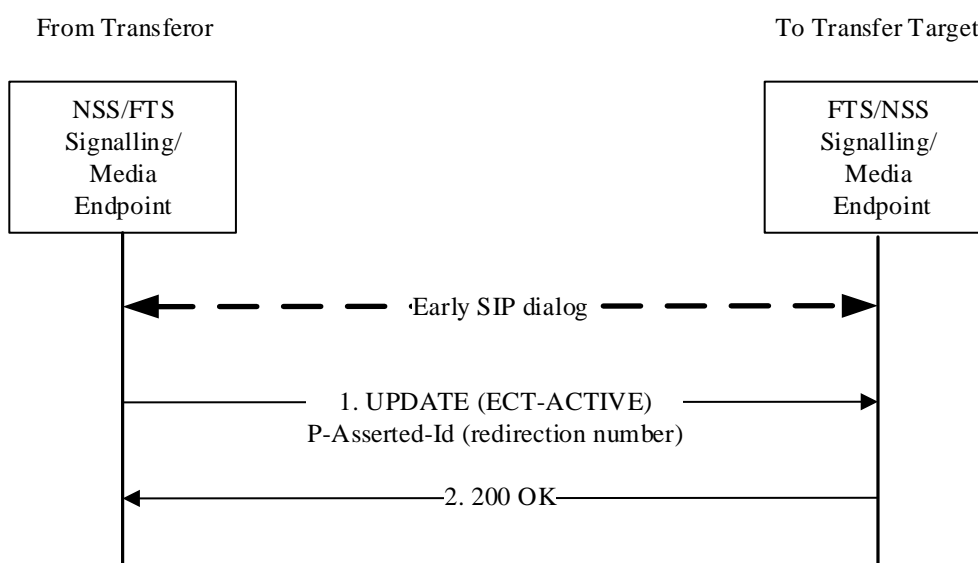 From Transferor
To Transfer Target
NSS/FTS
Signalling/
Media
Endpoint
FTS/NSS
Signalling/
Media
Endpoint
Early SIP dialog
1. UPDATE (ECT-ACTIVE)
P-Asserted-Id (redirection number)
2. 200 OK